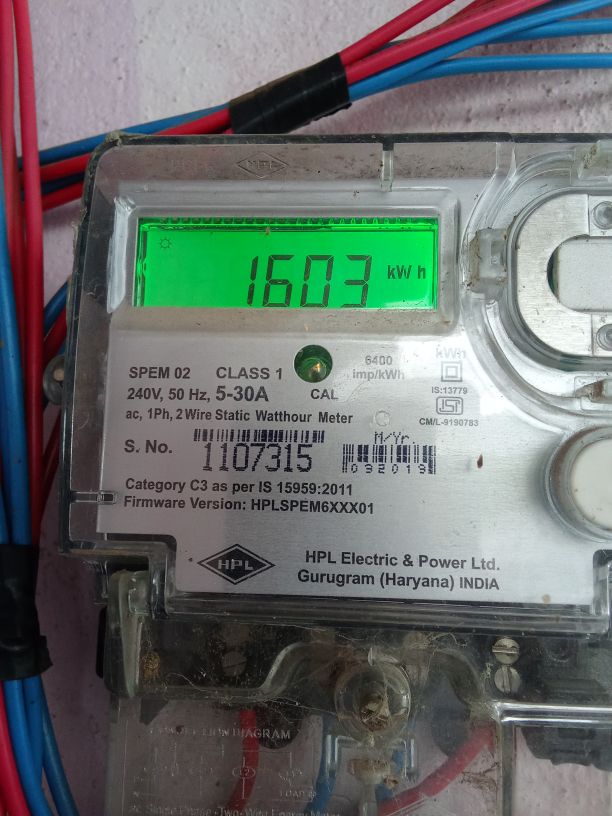 HPL
1603 kWh
SPEM 02 CLASS 1
6400
imp/kWh
kWh
240V, 50 Hz, 5-30A
CAL
IS:13779
ac, 1Ph, 2 Wire Static Watthour Meter
CM/L-9190783
M/Yr.
S. No. 1107315
092019
Category C3 as per IS 15959:2011
Firmware Version: HPLSPEM6XXX01
HPL
HPL Electric & Power Ltd.
Gurugram (Haryana) INDIA
DIAGRAM